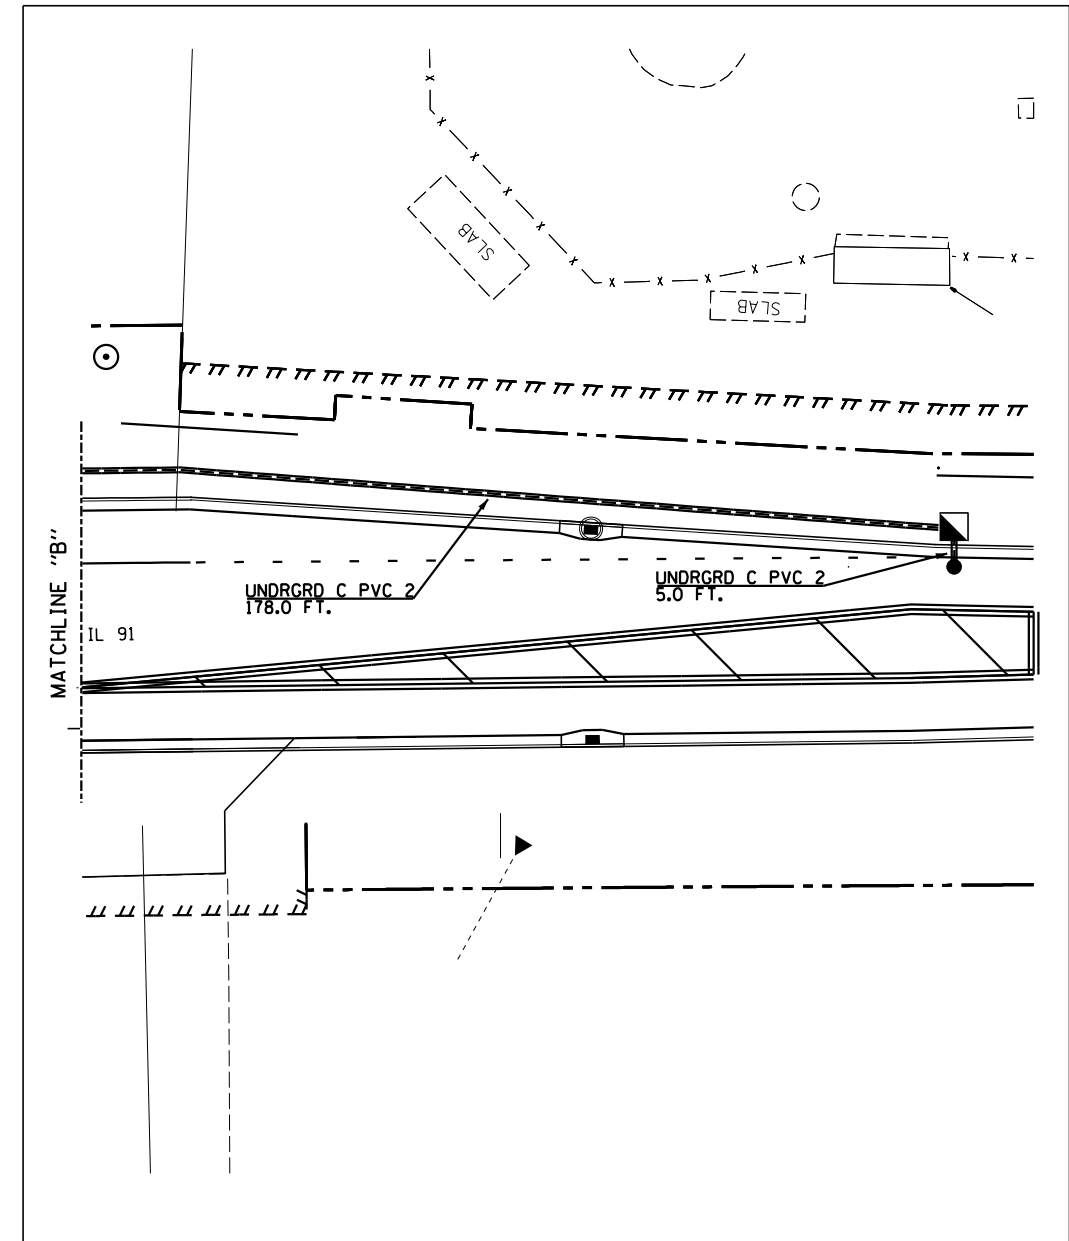 SLAB
SLAB
UNDRGRD C PVC 2
178.0 FT.
UNDRGRD C PVC 2
5.0 FT.
MATCHLINE "B"
IL 91